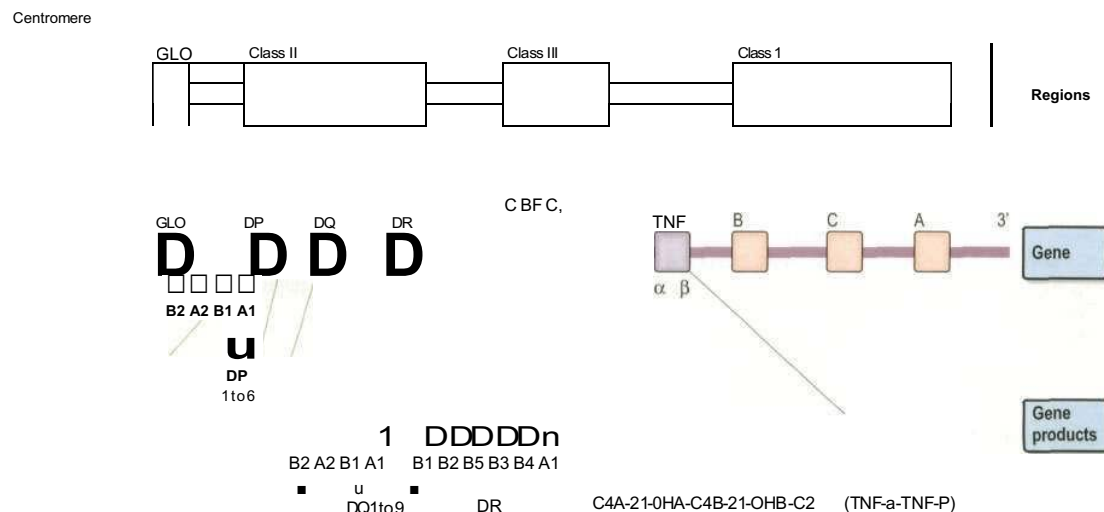 Centromere
GLO Class II Class III Class 1
Regions
C BF C,
GLO DP DQ DR TNF B C A 3'
D D D D
Gene
□ □ □ □
α β
B2 A2 B1 A1
u
DP
1to6
Gene
products
1 DDDDDn
B2 A2 B1 A1 B1 B2 B5 B3 B4 A1
u
DQ1to9 DR C4A-21-0HA-C4B-21-OHB-C2 (TNF-a-TNF-P)